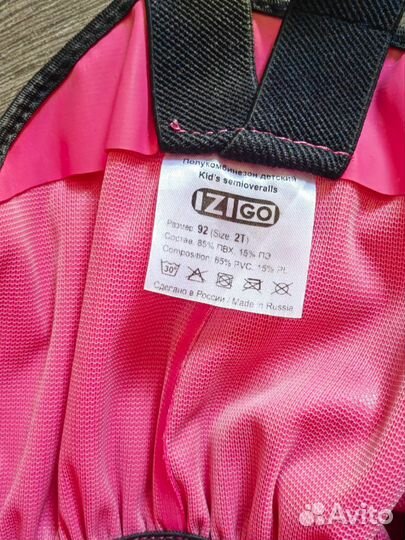 Полукомбинезон детский
Kid's semioveralls
IZIGO
Размер: 92 (Size: 2T)
Состав: 85% ПВХ, 15% ПЭ
Composition: 85% PVC, 15% PL
30°
Сделано в России / Made in Russia
Avito